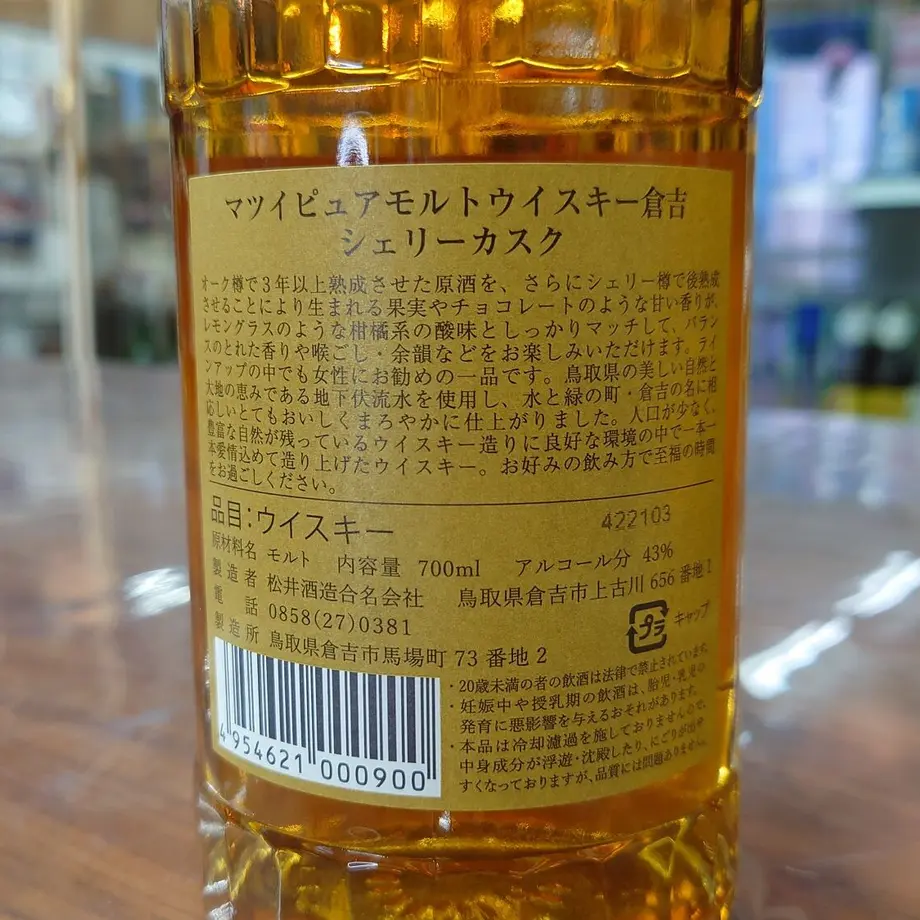 マツイピュアモルトウイスキー倉吉
シェリーカスク
オーク樽で3年以上熟成させた原酒を、さらにシェリー樽で後熟成
させることにより生まれる果実やチョコレートのような甘い香りが、
レモングラスのような柑橘系の酸味としっかりマッチして、バラン
スのとれた香りや喉ごし・余韻などをお楽しみいただけます。ライ
ンアップの中でも女性にお勧めの一品です。鳥取県の美しい自然と
大地の恵みである地下伏流水を使用し、水と緑の町・倉吉の名に相
応しいとてもおいしくまろやかに仕上がりました。人口が少なく、
豊富な自然が残っているウイスキー造りに良好な環境の中で一本一
本愛情込めて造り上げたウイスキー。お好みの飲み方で至福の時間
をお過ごしください。
品目:ウイスキー 422103
原材料名 モルト 内容量 700ml アルコール分 43%
製造者 松井酒造合名会社 鳥取県倉吉市上古川 656 番地 1
電話 0858(27)0381
製造所 鳥取県倉吉市馬場町 73 番地 2
プラ キャップ
4 954621 000900
・20歳未満の者の飲酒は法律で禁止されています。
・妊娠中や授乳期の飲酒は、胎児・乳児の
発育に悪影響を与えるおそれがあります。
・本品は冷却濾過を施しておりませんので、
中身成分が浮遊・沈殿したり、にごりが出や
すくなっておりますが、品質には問題ありません。